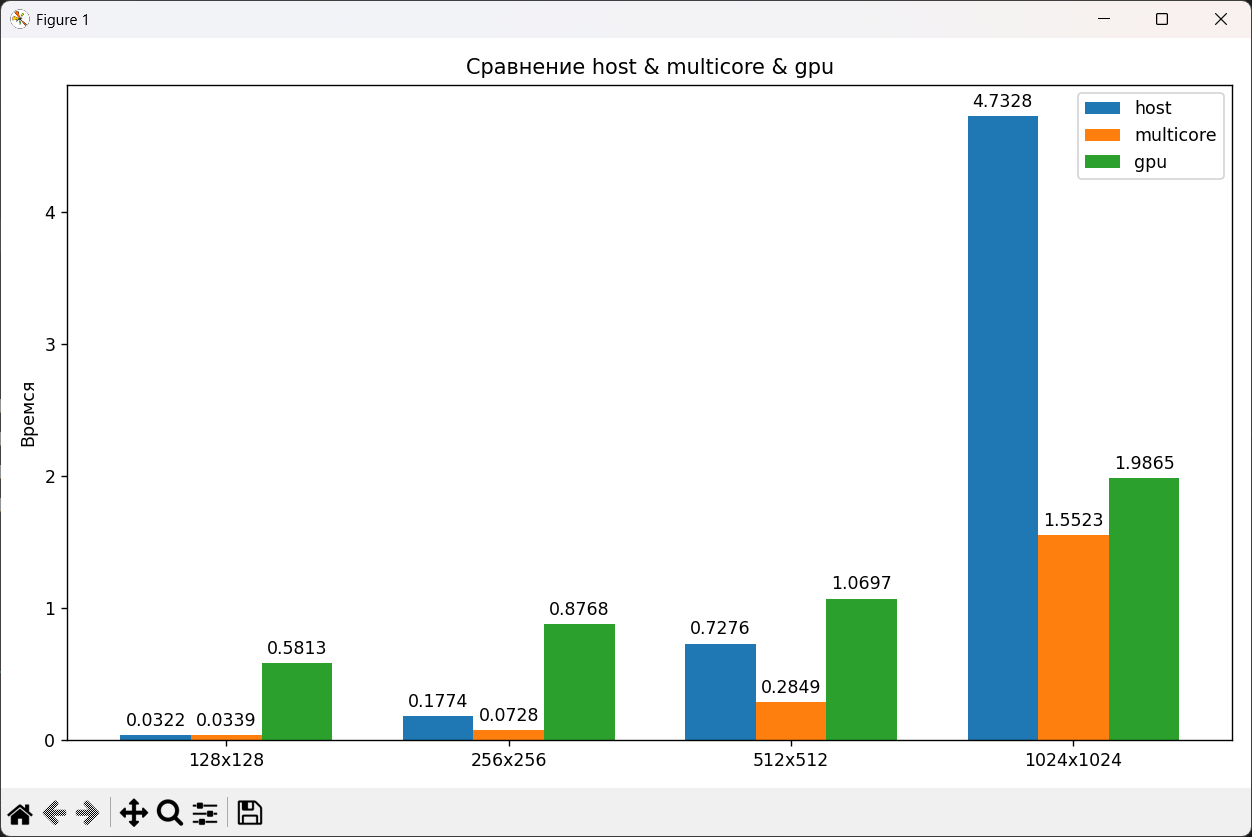 Figure 1
Сравнение host & multicore & gpu
4.7328
host
multicore
gpu
4
3
Времся
2
1.9865
1.5523
1.0697
1
0.8768
0.7276
0.5813
0.2849
0.1774
0.0728
0.0322
0.0339
0
128x128
256x256
512x512
1024x1024